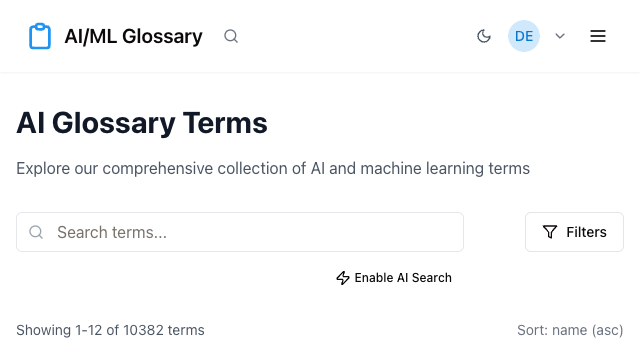 AI/ML Glossary
DE
AI Glossary Terms
Explore our comprehensive collection of AI and machine learning terms
Search terms...
Filters
Enable AI Search
Showing 1-12 of 10382 terms
Sort: name (asc)